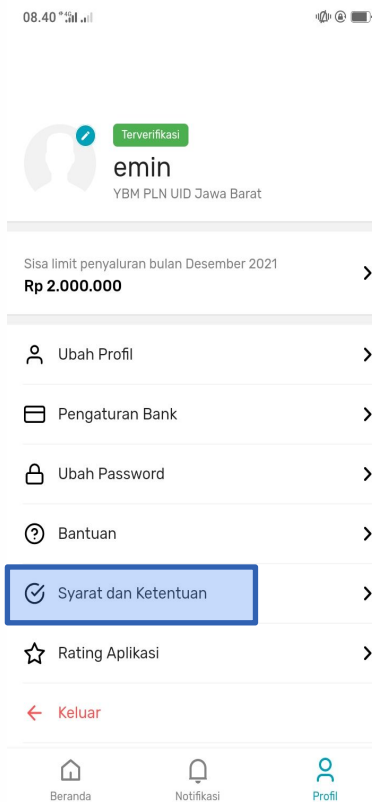 08.40
Terverifikasi
emin
YBM PLN UID Jawa Barat
Sisa limit penyaluran bulan Desember 2021
Rp 2.000.000
Ubah Profil
Pengaturan Bank
Ubah Password
Bantuan
Syarat dan Ketentuan
Rating Aplikasi
Keluar
Beranda
Notifikasi
Profil